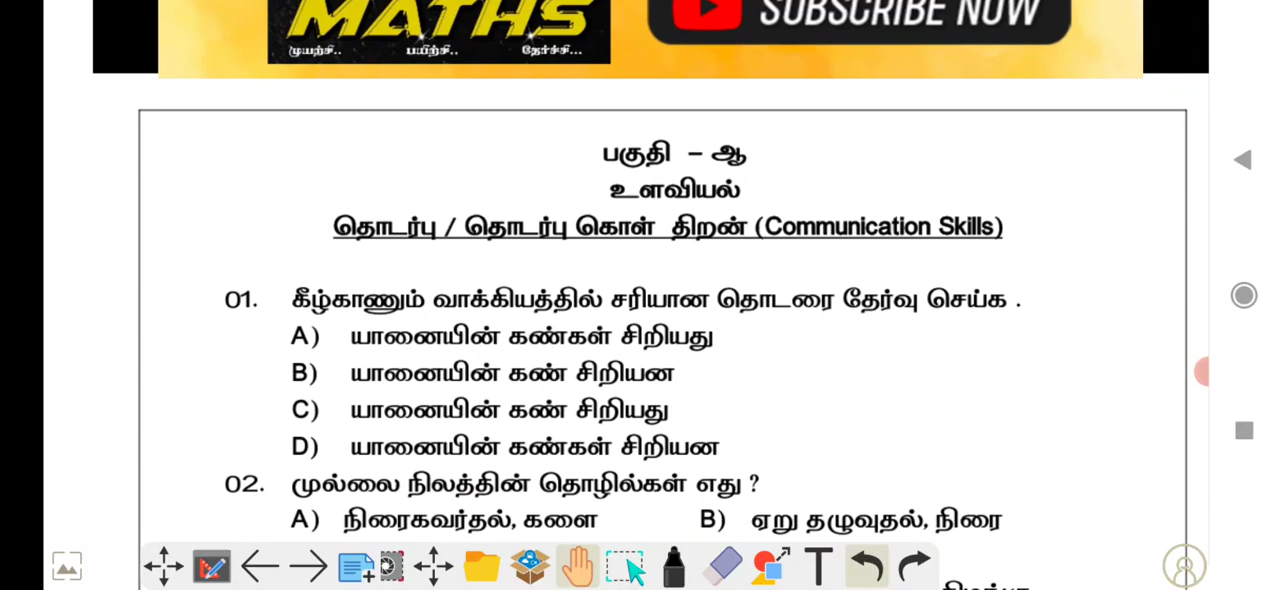 MATHS
முயற்சி.. பயிற்சி.. தேர்ச்சி...
SUBSCRIBE NOW
பகுதி – ஆ
உளவியல்
தொடர்பு / தொடர்பு கொள் திறன் (Communication Skills)
01. கீழ்காணும் வாக்கியத்தில் சரியான தொடரை தேர்வு செய்க .
A) யானையின் கண்கள் சிறியது
B) யானையின் கண் சிறியன
C) யானையின் கண் சிறியது
D) யானையின் கண்கள் சிறியன
02. முல்லை நிலத்தின் தொழில்கள் எது ?
A) நிரைகவர்தல், களை B) ஏறு தழுவுதல், நிரை
T